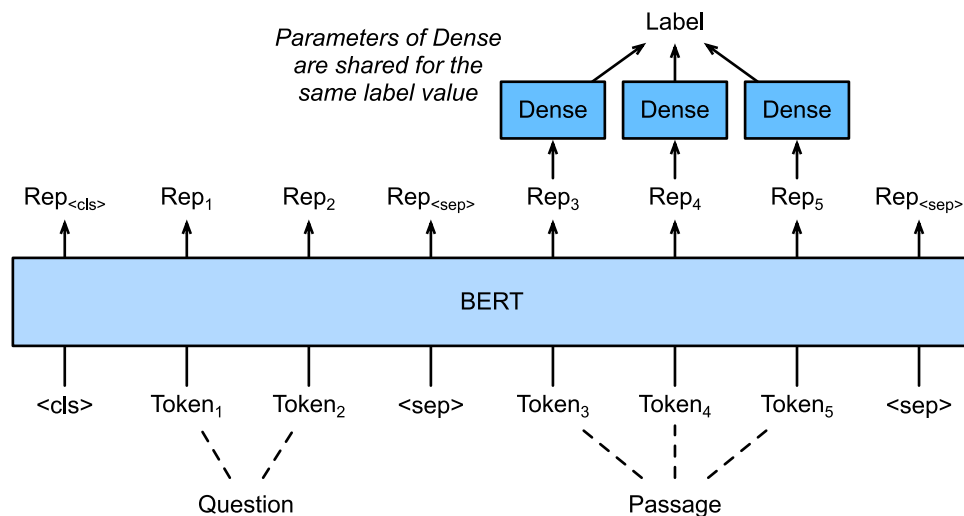 Label
Parameters of Dense
are shared for the
same label value
Dense Dense Dense
Rep<cls> Rep1 Rep2 Rep<sep> Rep3 Rep4 Rep5 Rep<sep>
BERT
<cls> Token1 Token2 <sep> Token3 Token4 Token5 <sep>
Question Passage